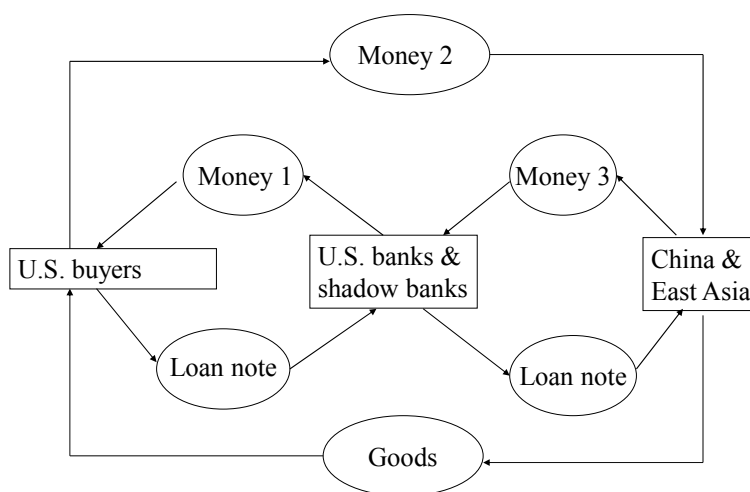 Money 2
Money 1
Money 3
U.S. buyers
U.S. banks &
shadow banks
China &
East Asia
Loan note
Loan note
Goods